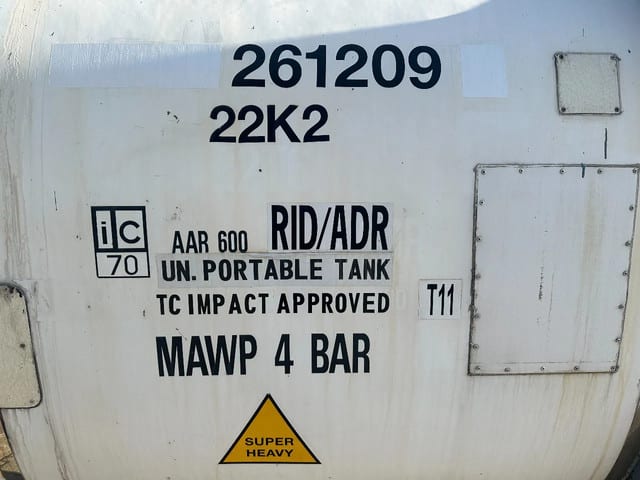 261209
22K2
iTC
70
AAR 600 RID/ADR
UN. PORTABLE TANK
TC IMPACT APPROVED
T11
MAWP 4 BAR
SUPER
HEAVY